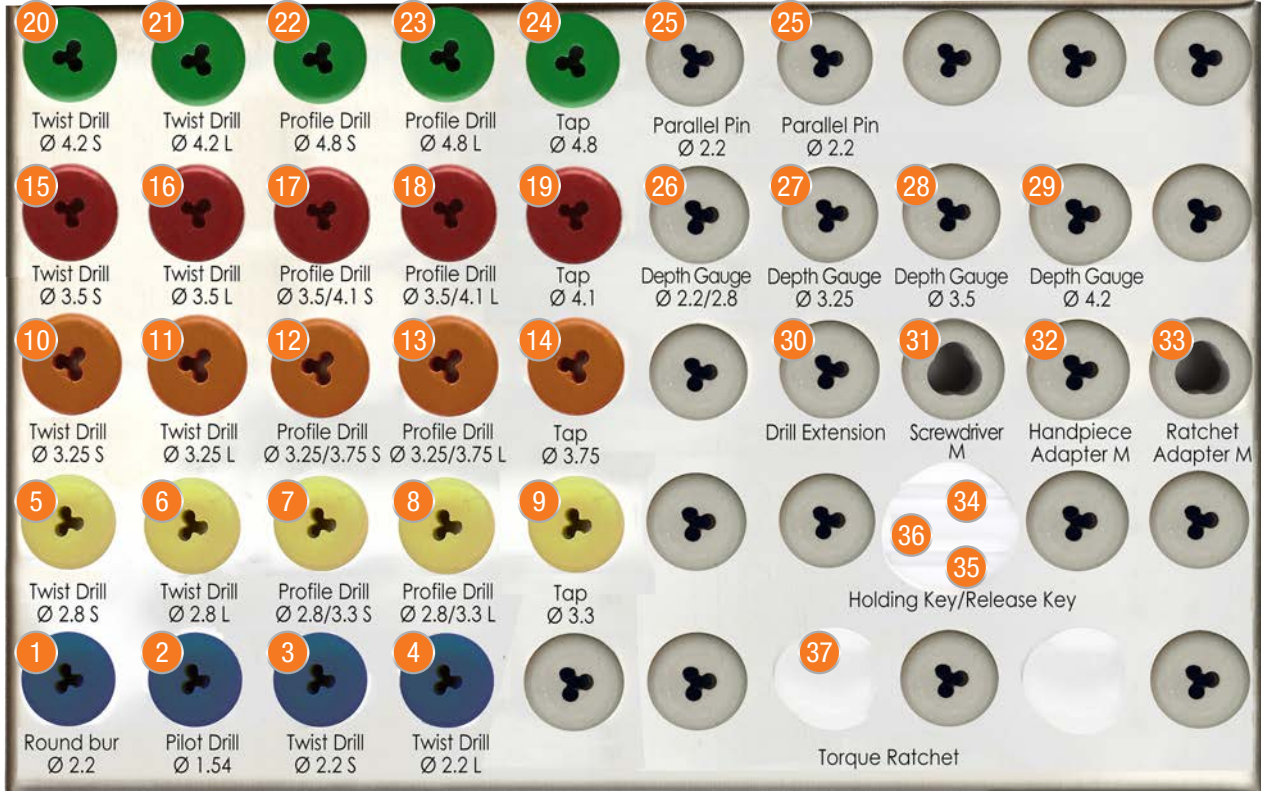 20 21 22 23 24 25 25
Twist Drill Twist Drill Profile Drill Profile Drill Tap Parallel Pin Parallel Pin
Ø 4.2 S Ø 4.2 L Ø 4.8 S Ø 4.8 L Ø 4.8 Ø 2.2 Ø 2.2
15 16 17 18 19 26 27 28 29
Twist Drill Twist Drill Profile Drill Profile Drill Tap Depth Gauge Depth Gauge Depth Gauge Depth Gauge
Ø 3.5 S Ø 3.5 L Ø 3.5/4.1 S Ø 3.5/4.1 L Ø 4.1 Ø 2.2/2.8 Ø 3.25 Ø 3.5 Ø 4.2
10 11 12 13 14 30 31 32 33
Twist Drill Twist Drill Profile Drill Profile Drill Tap Drill Extension Screwdriver Handpiece Ratchet
Ø 3.25 S Ø 3.25 L Ø 3.25/3.75 S Ø 3.25/3.75 L Ø 3.75 M Adapter M Adapter M
5 6 7 8 9 34
36
35
Twist Drill Twist Drill Profile Drill Profile Drill Tap Holding Key/Release Key
Ø 2.8 S Ø 2.8 L Ø 2.8/3.3 S Ø 2.8/3.3 L Ø 3.3
1 2 3 4 37
Round bur Pilot Drill Twist Drill Twist Drill Torque Ratchet
Ø 2.2 Ø 1.54 Ø 2.2 S Ø 2.2 L